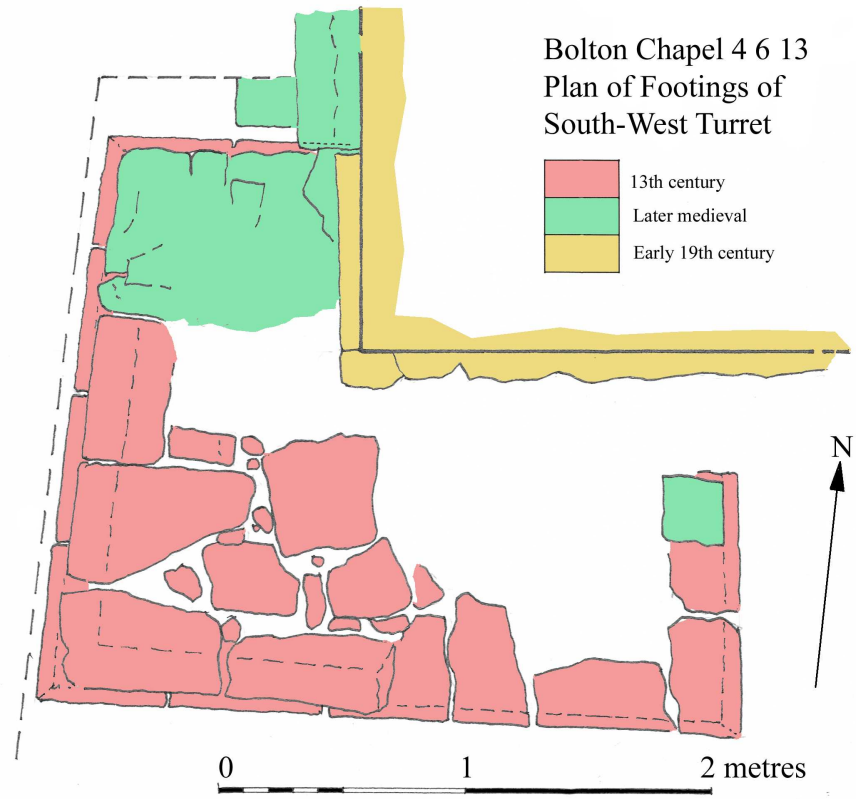 Bolton Chapel 4 6 13
Plan of Footings of
South-West Turret
13th century
Later medieval
Early 19th century
N
0 1 2 metres